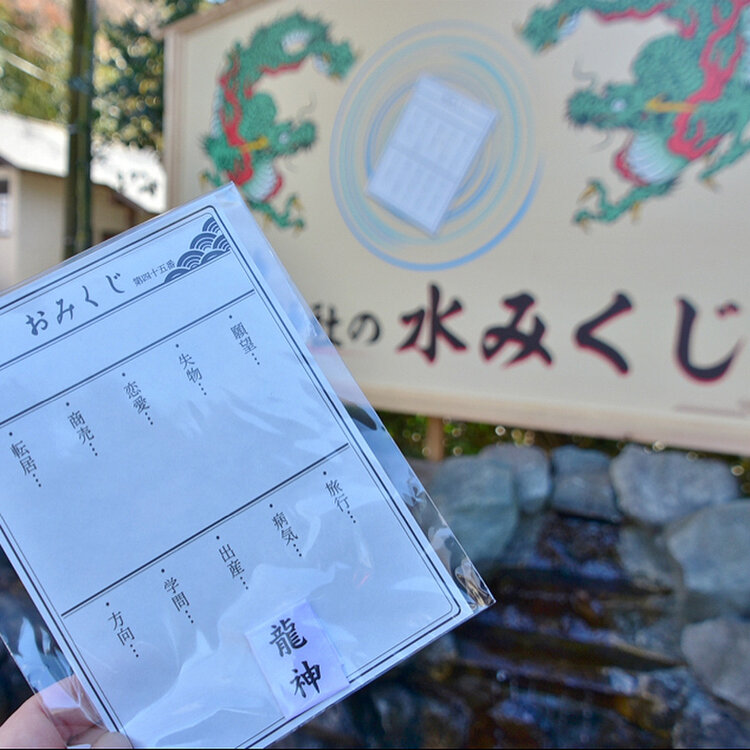 おみくじ 第四十五番
・願望…
・失物…
・恋愛…
・商売…
・転居…
・旅行…
・病気…
・出産…
・学問…
・方向…
龍神
社の水みくじ